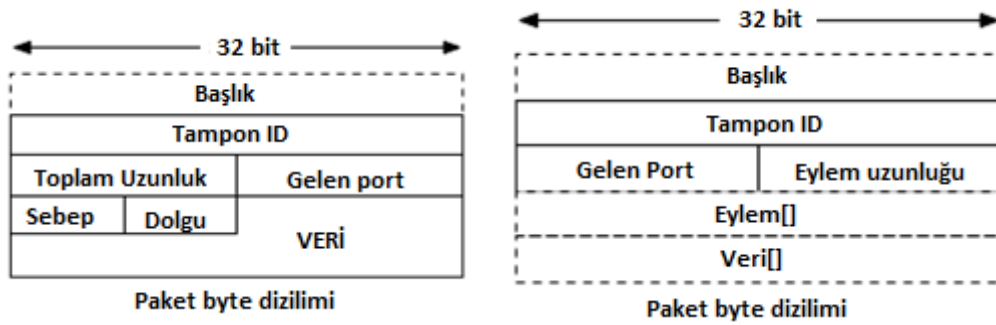 32 bit
Başlık
Tampon ID
Toplam Uzunluk Gelen port
Sebep Dolgu
VERİ
Paket byte dizilimi
32 bit
Başlık
Tampon ID
Gelen Port Eylem uzunluğu
Eylem[]
Veri[]
Paket byte dizilimi